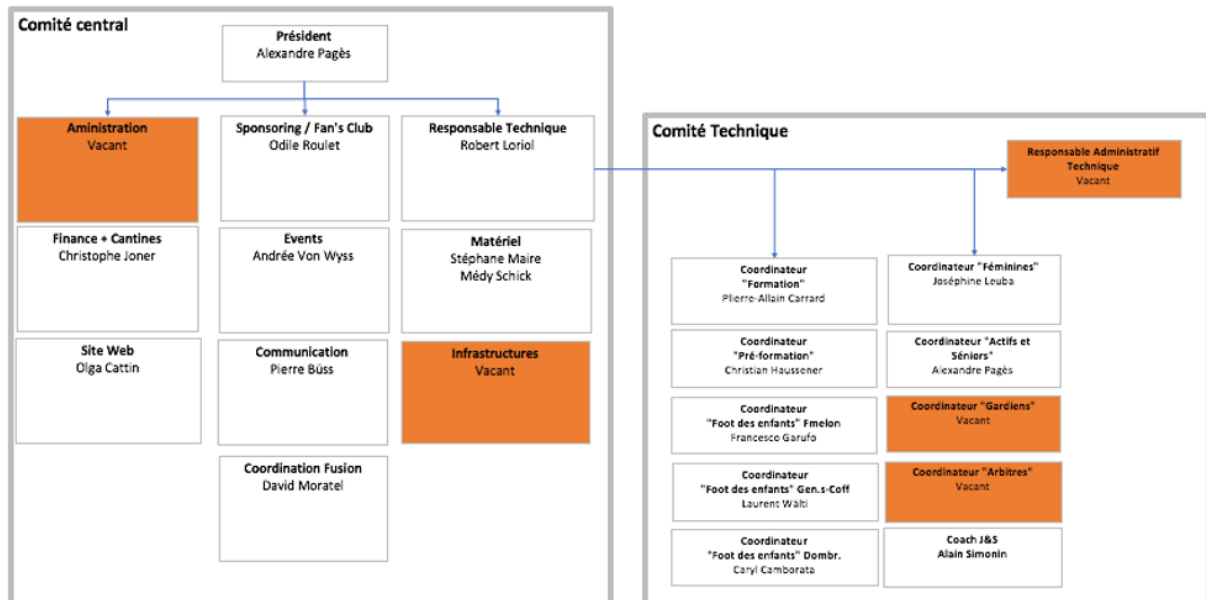 Comité central
Président
Alexandre Pagès
Aministration
Vacant
Sponsoring / Fan's Club
Odile Roulet
Responsable Technique
Robert Loriol
Finance + Cantines
Christophe Joner
Events
Andrée Von Wyss
Matériel
Stéphane Maire
Médy Schick
Site Web
Olga Cattin
Communication
Pierre Büss
Infrastructures
Vacant
Coordination Fusion
David Moratel
Comité Technique
Responsable Administratif
Technique
Vacant
Coordinateur
"Formation"
Plierre-Allain Carrard
Coordinateur "Féminines"
Joséphine Leuba
Coordinateur
"Pré-formation"
Christian Haussener
Coordinateur "Actifs et
Séniors"
Alexandre Pagès
Coordinateur
"Foot des enfants" Fmelon
Francesco Garufo
Coordinateur "Gardiens"
Vacant
Coordinateur
"Foot des enfants" Gen.s-Coff
Laurent Wälti
Coordinateur "Arbitres"
Vacant
Coordinateur
"Foot des enfants" Dombr.
Caryl Camborata
Coach J&S
Alain Simonin